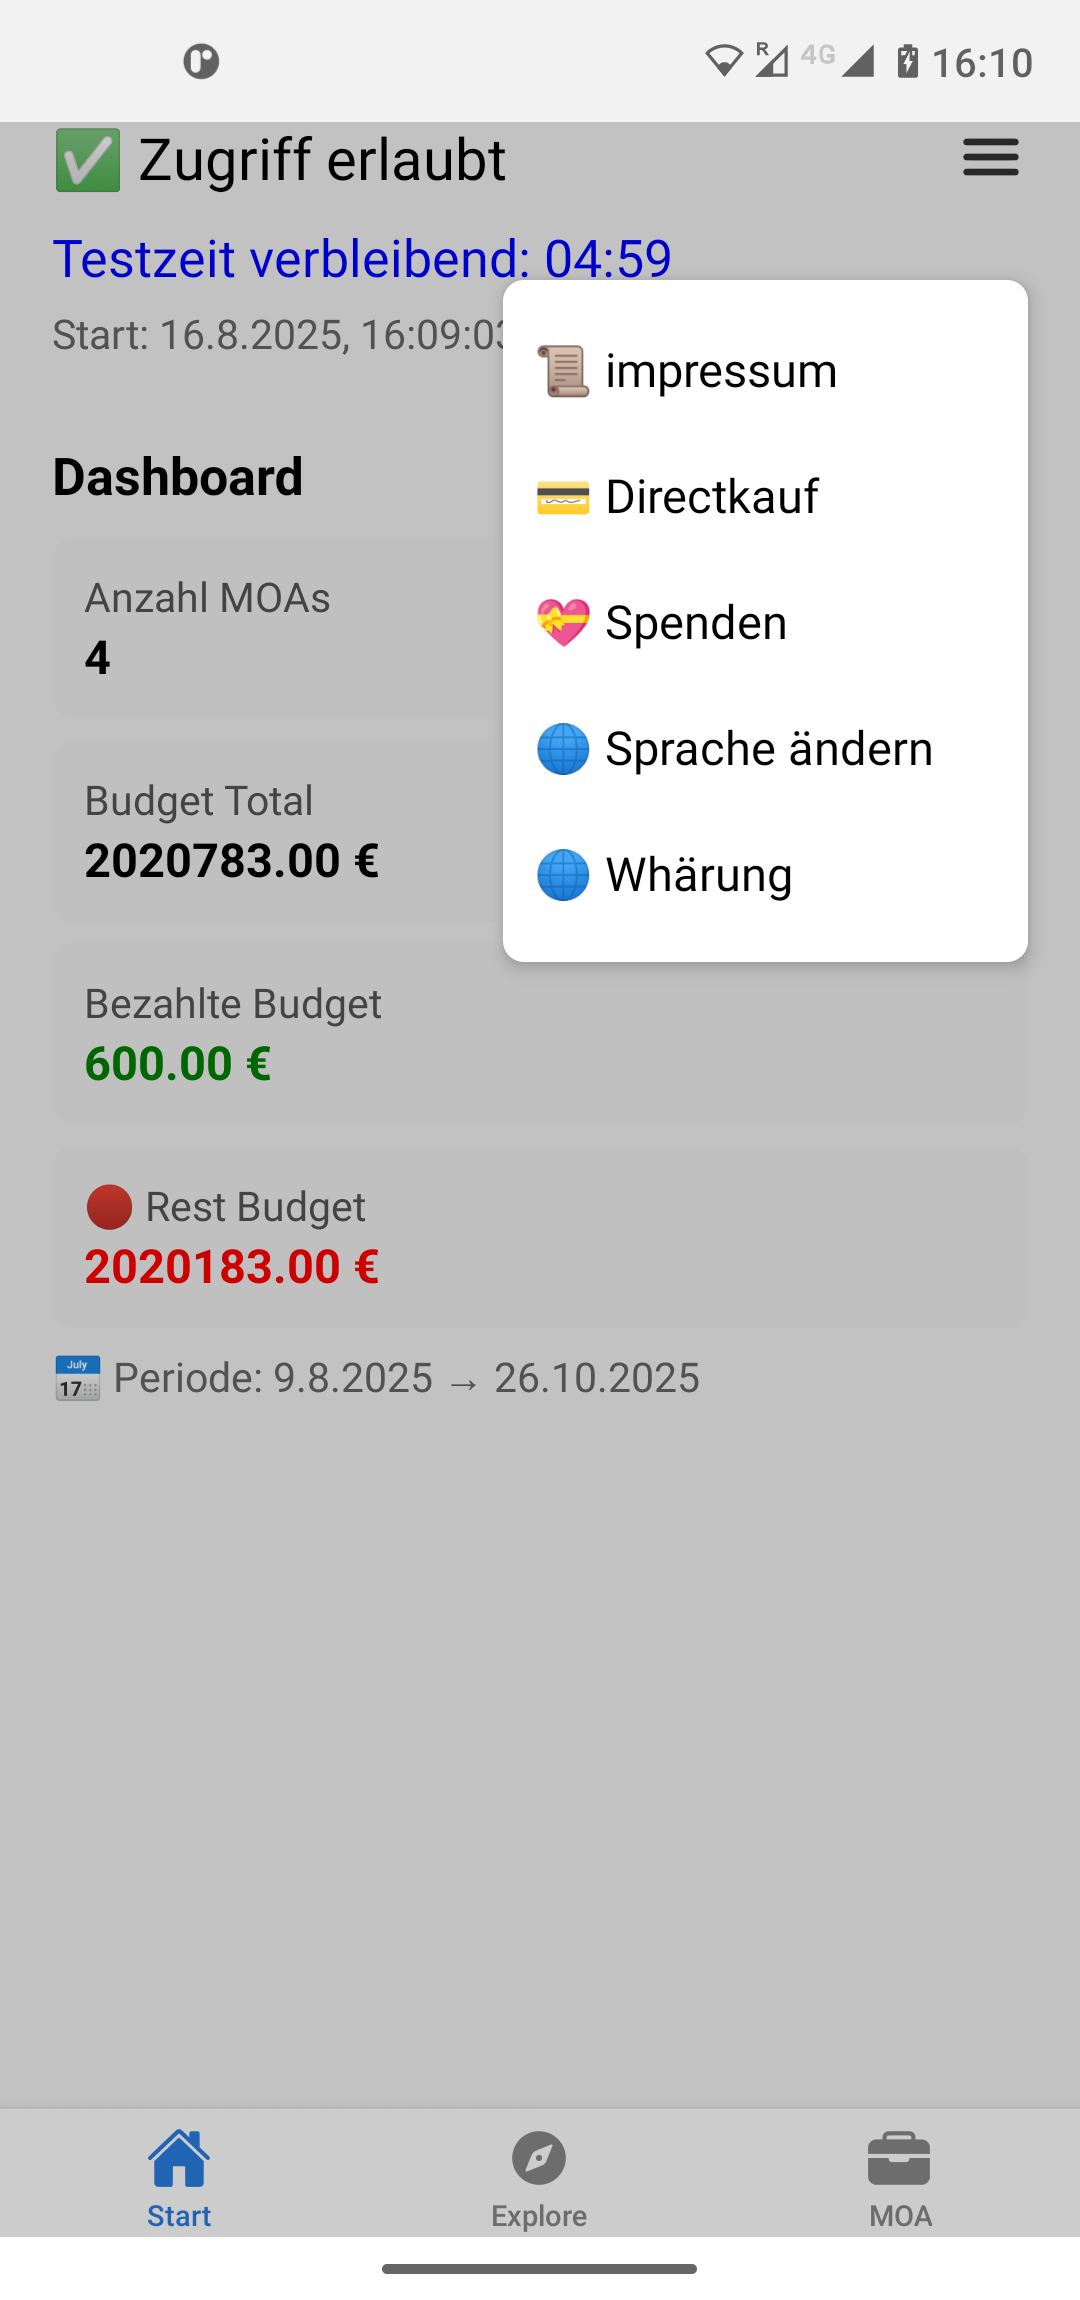 R 4G 16:10
Zugriff erlaubt
Testzeit verbleibend: 04:59
Start: 16.8.2025, 16:09:03
impressum
Directkauf
Spenden
Sprache ändern
Whärung
Dashboard
Anzahl MOAs
4
Budget Total
2020783.00 €
Bezahlte Budget
600.00 €
Rest Budget
2020183.00 €
July
17
Periode: 9.8.2025 → 26.10.2025
Start
Explore
MOA